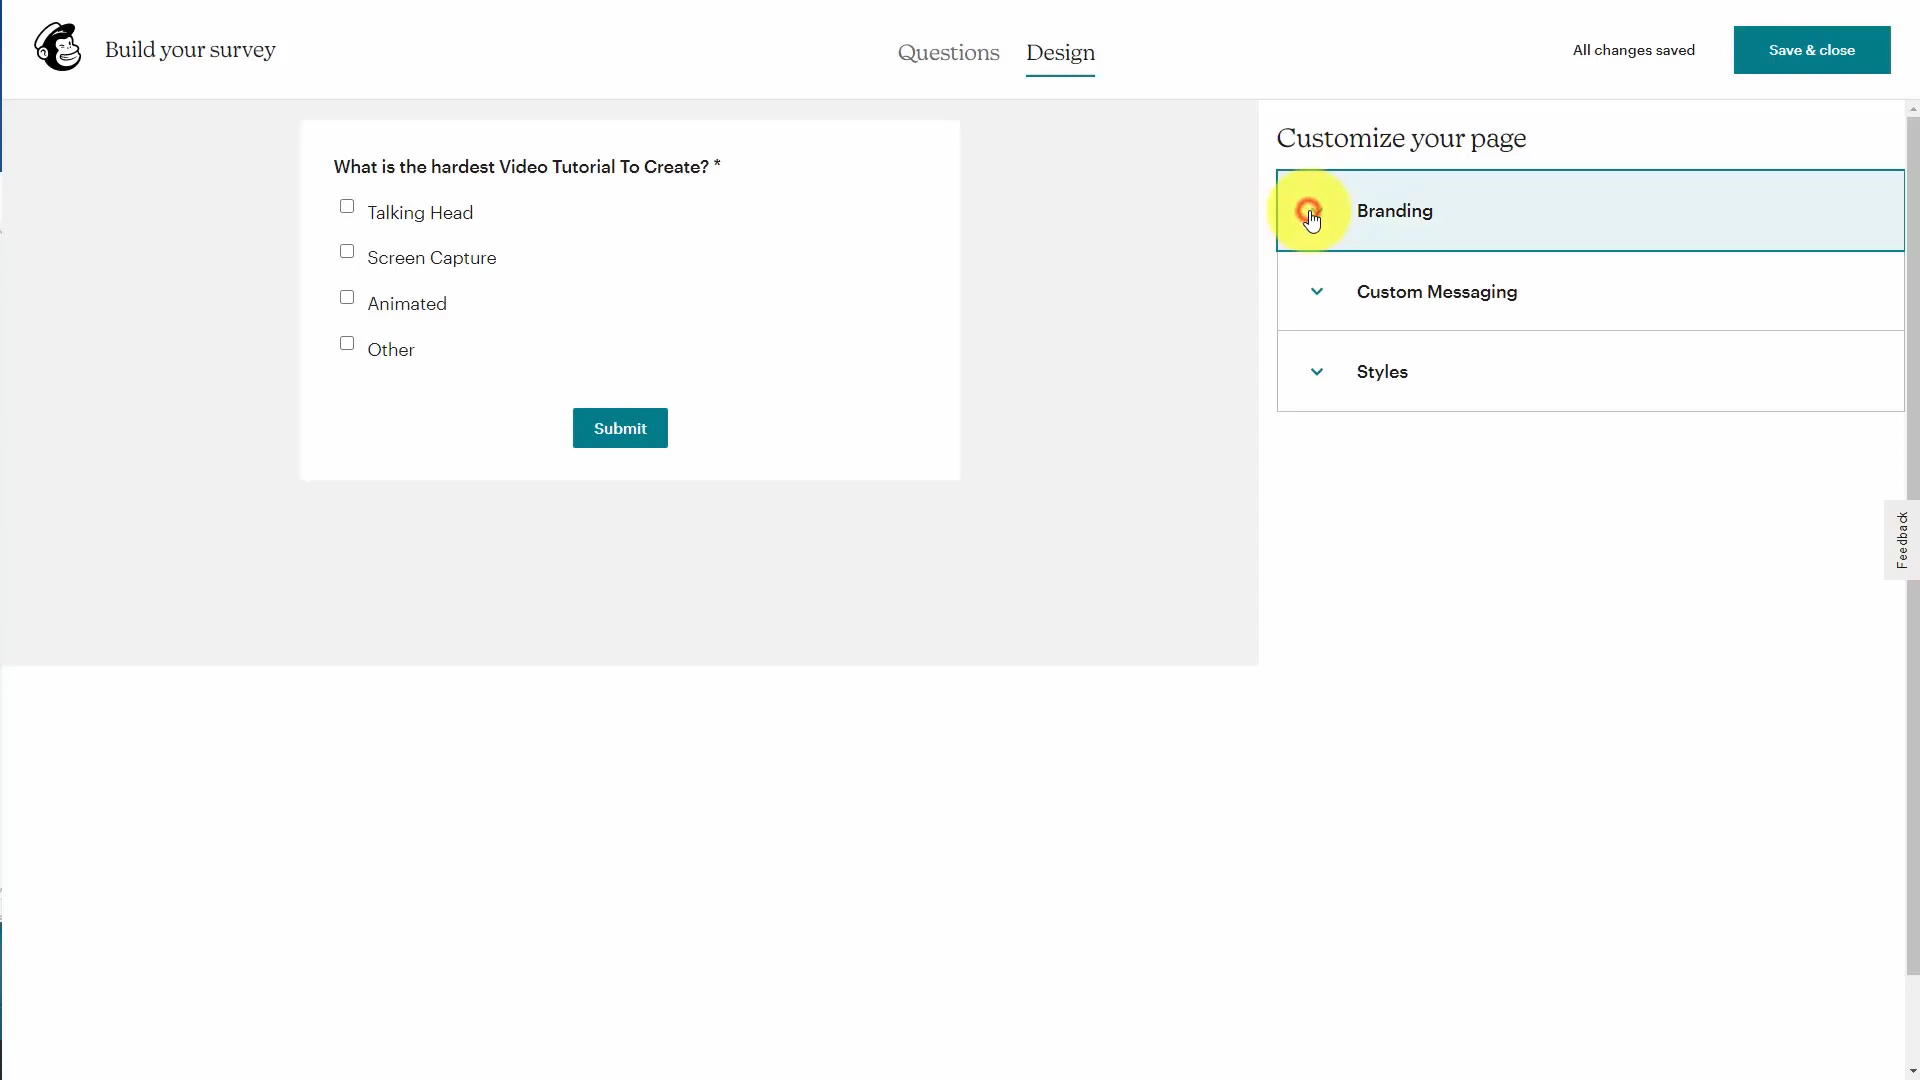 Build your survey
Questions
Design
All changes saved
Save & close
What is the hardest Video Tutorial To Create? *
Talking Head
Screen Capture
Animated
Other
Submit
Customize your page
Branding
Custom Messaging
Styles
Feedback